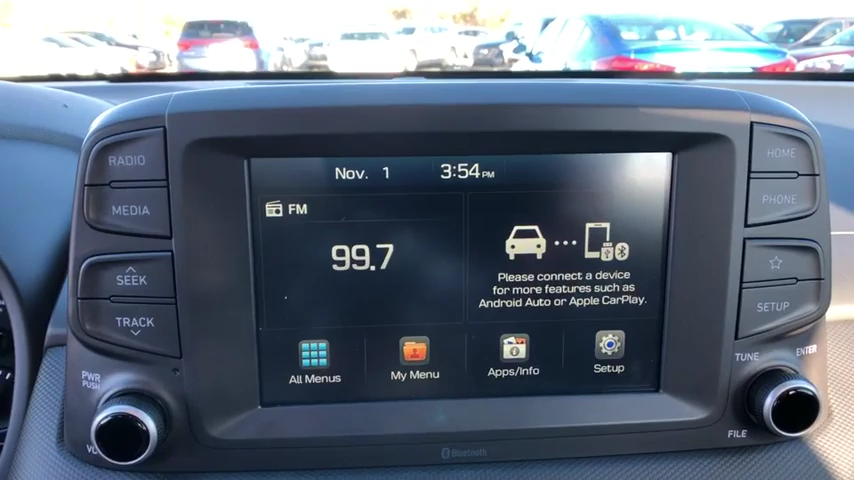 RADIO
MEDIA
SEEK
TRACK
PWR
PUSH
Nov. 1 3:54 PM
FM
99.7
Please connect a device
for more features such as
Android Auto or Apple CarPlay.
All Menus
My Menu
Apps/Info
Setup
HOME
PHONE
SETUP
TUNE
ENTER
FILE
Bluetooth